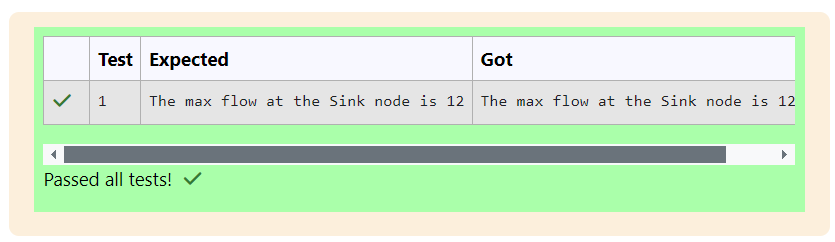 Test Expected Got
1 The max flow at the Sink node is 12 The max flow at the Sink node is 12
Passed all tests!